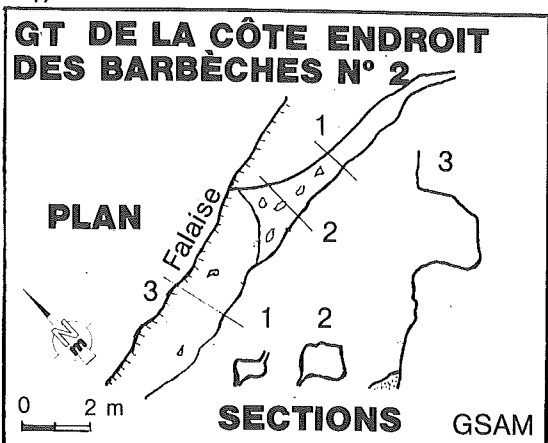 GT DE LA CÔTE ENDROIT
DES BARBÈCHES N° 2
1
3
PLAN
Falaise
2
3
1
2
N
m
0 2 m
SECTIONS
GSAM